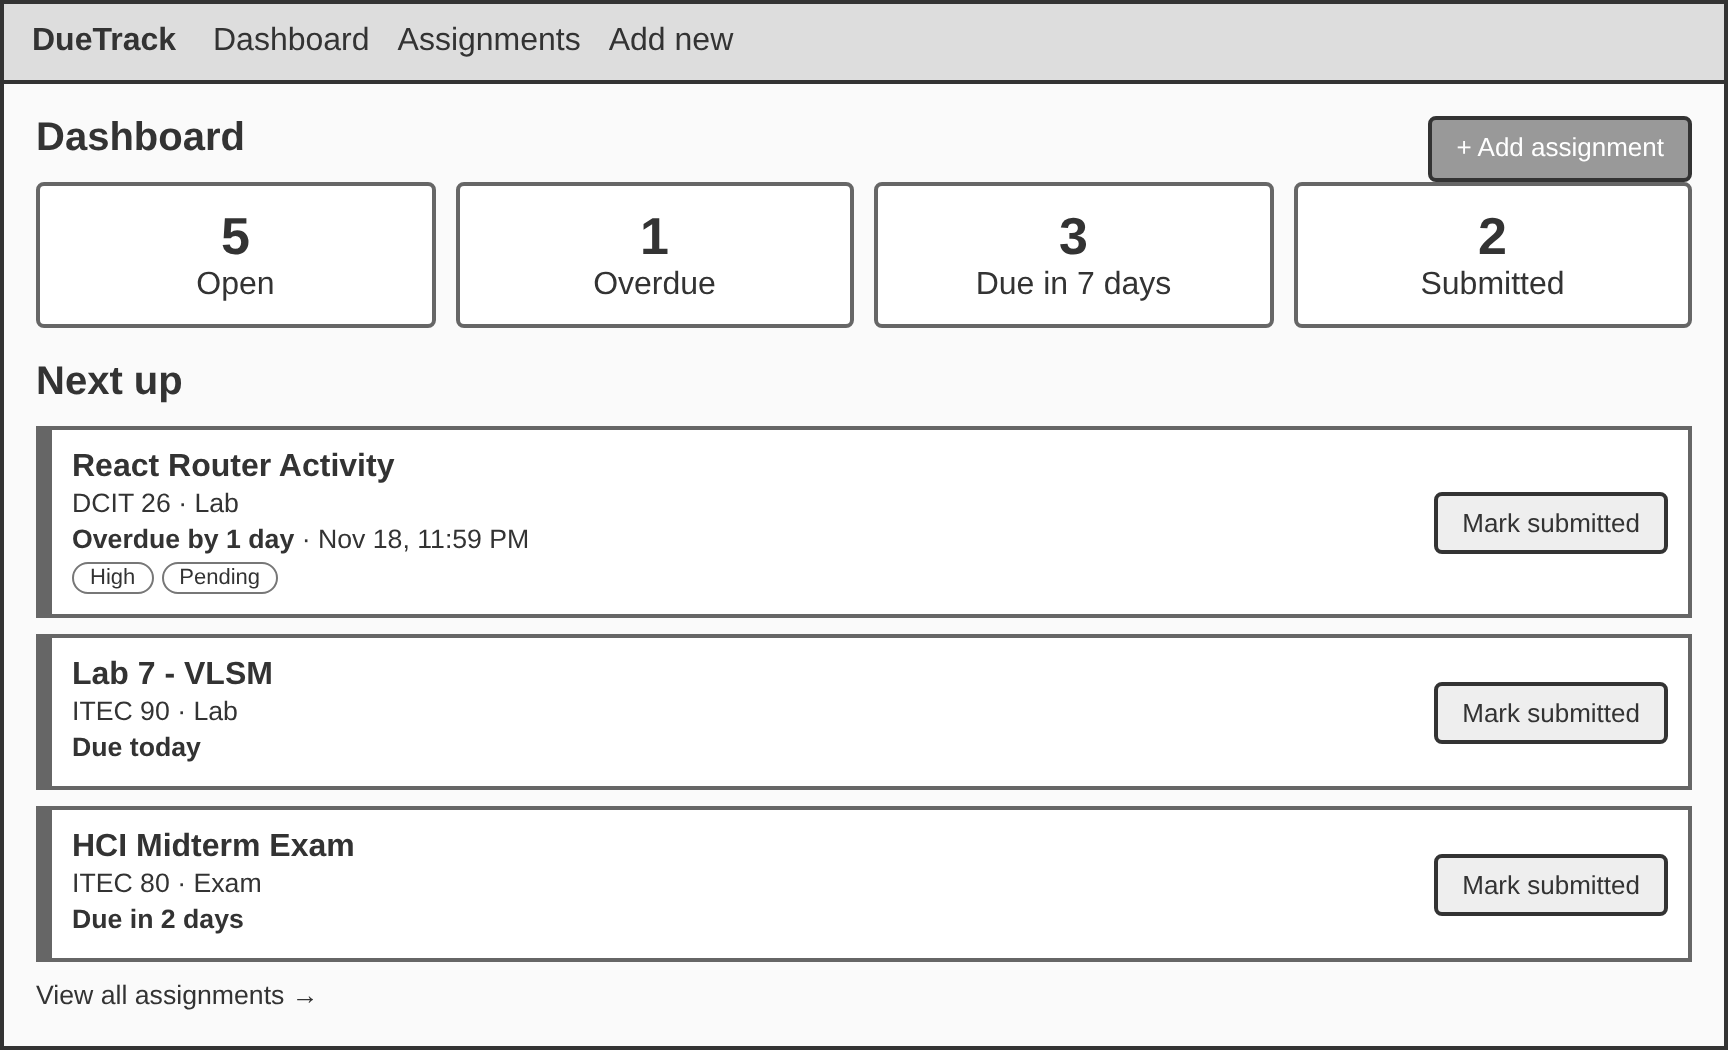 DueTrack Dashboard Assignments Add new
Dashboard
+ Add assignment
5
Open
1
Overdue
3
Due in 7 days
2
Submitted
Next up
React Router Activity
DCIT 26 · Lab
Overdue by 1 day · Nov 18, 11:59 PM
High Pending
Mark submitted
Lab 7 - VLSM
ITEC 90 · Lab
Due today
Mark submitted
HCI Midterm Exam
ITEC 80 · Exam
Due in 2 days
Mark submitted
View all assignments →